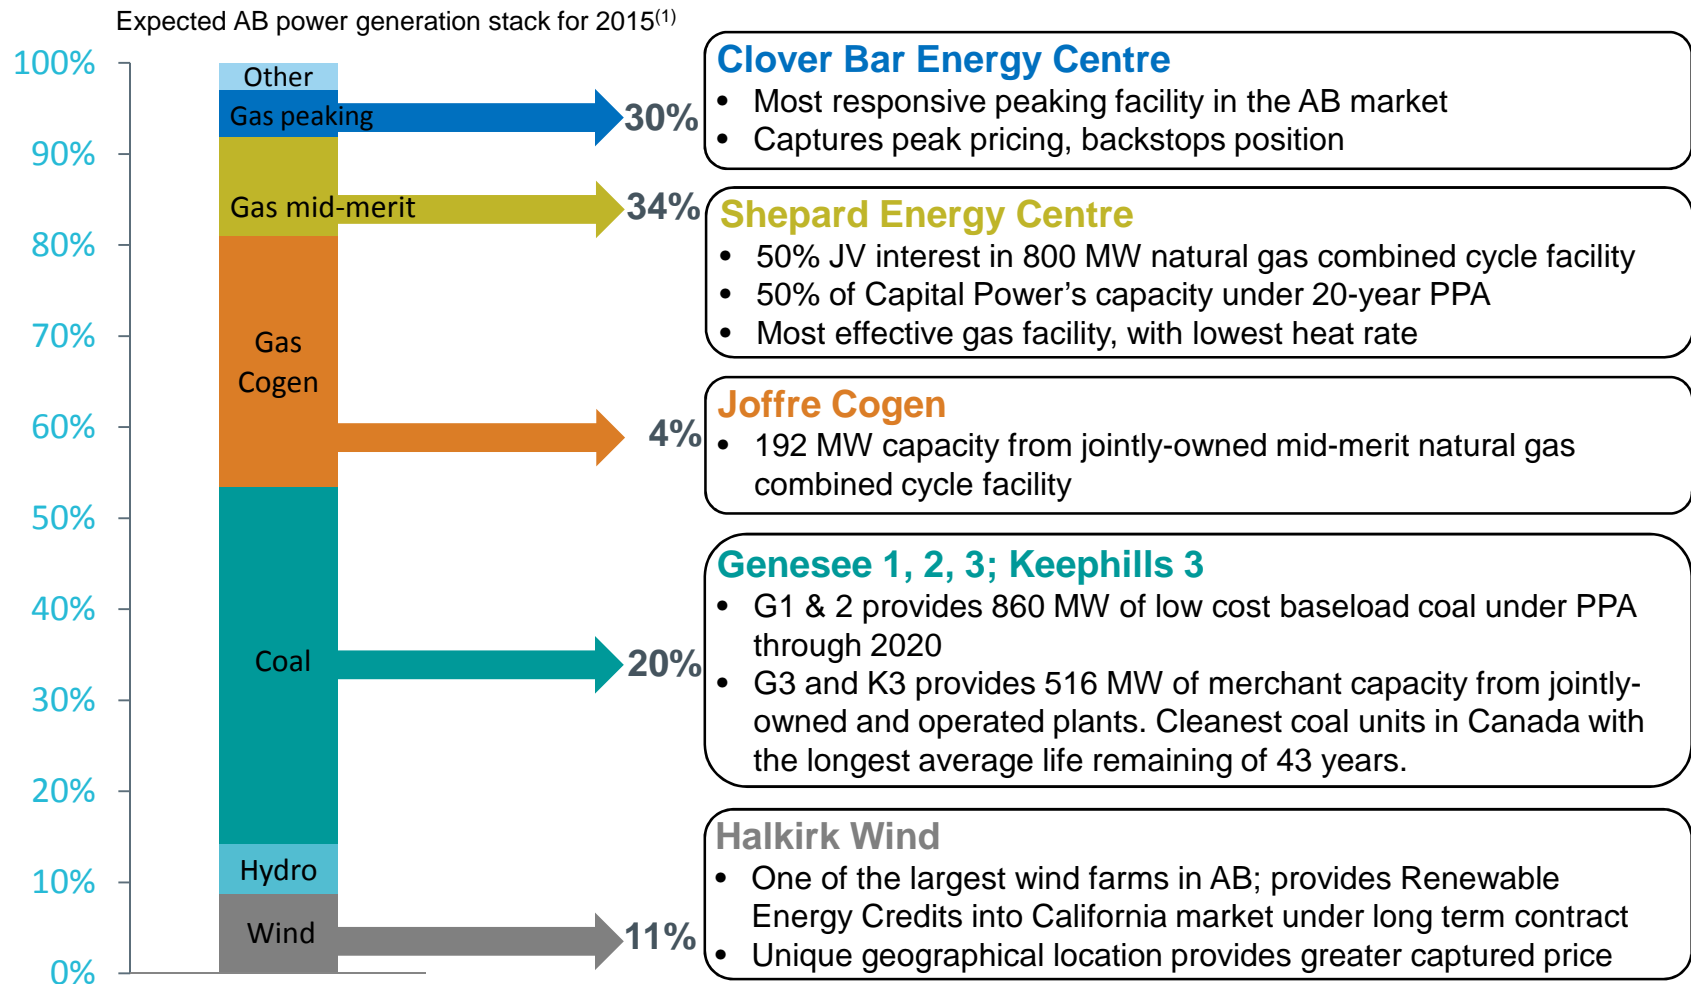 Expected AB power generation stack for 2015(1)
100%
90%
80%
70%
60%
50%
40%
30%
20%
10%
0%
Other
Gas peaking
Gas mid-merit
Gas
Cogen
Coal
Hydro
Wind
30%
34%
4%
20%
11%
Clover Bar Energy Centre
• Most responsive peaking facility in the AB market
• Captures peak pricing, backstops position
Shepard Energy Centre
• 50% JV interest in 800 MW natural gas combined cycle facility
• 50% of Capital Power’s capacity under 20-year PPA
• Most effective gas facility, with lowest heat rate
Joffre Cogen
• 192 MW capacity from jointly-owned mid-merit natural gas
combined cycle facility
Genesee 1, 2, 3; Keephills 3
• G1 & 2 provides 860 MW of low cost baseload coal under PPA
through 2020
• G3 and K3 provides 516 MW of merchant capacity from jointly-
owned and operated plants. Cleanest coal units in Canada with
the longest average life remaining of 43 years.
Halkirk Wind
• One of the largest wind farms in AB; provides Renewable
Energy Credits into California market under long term contract
• Unique geographical location provides greater captured price